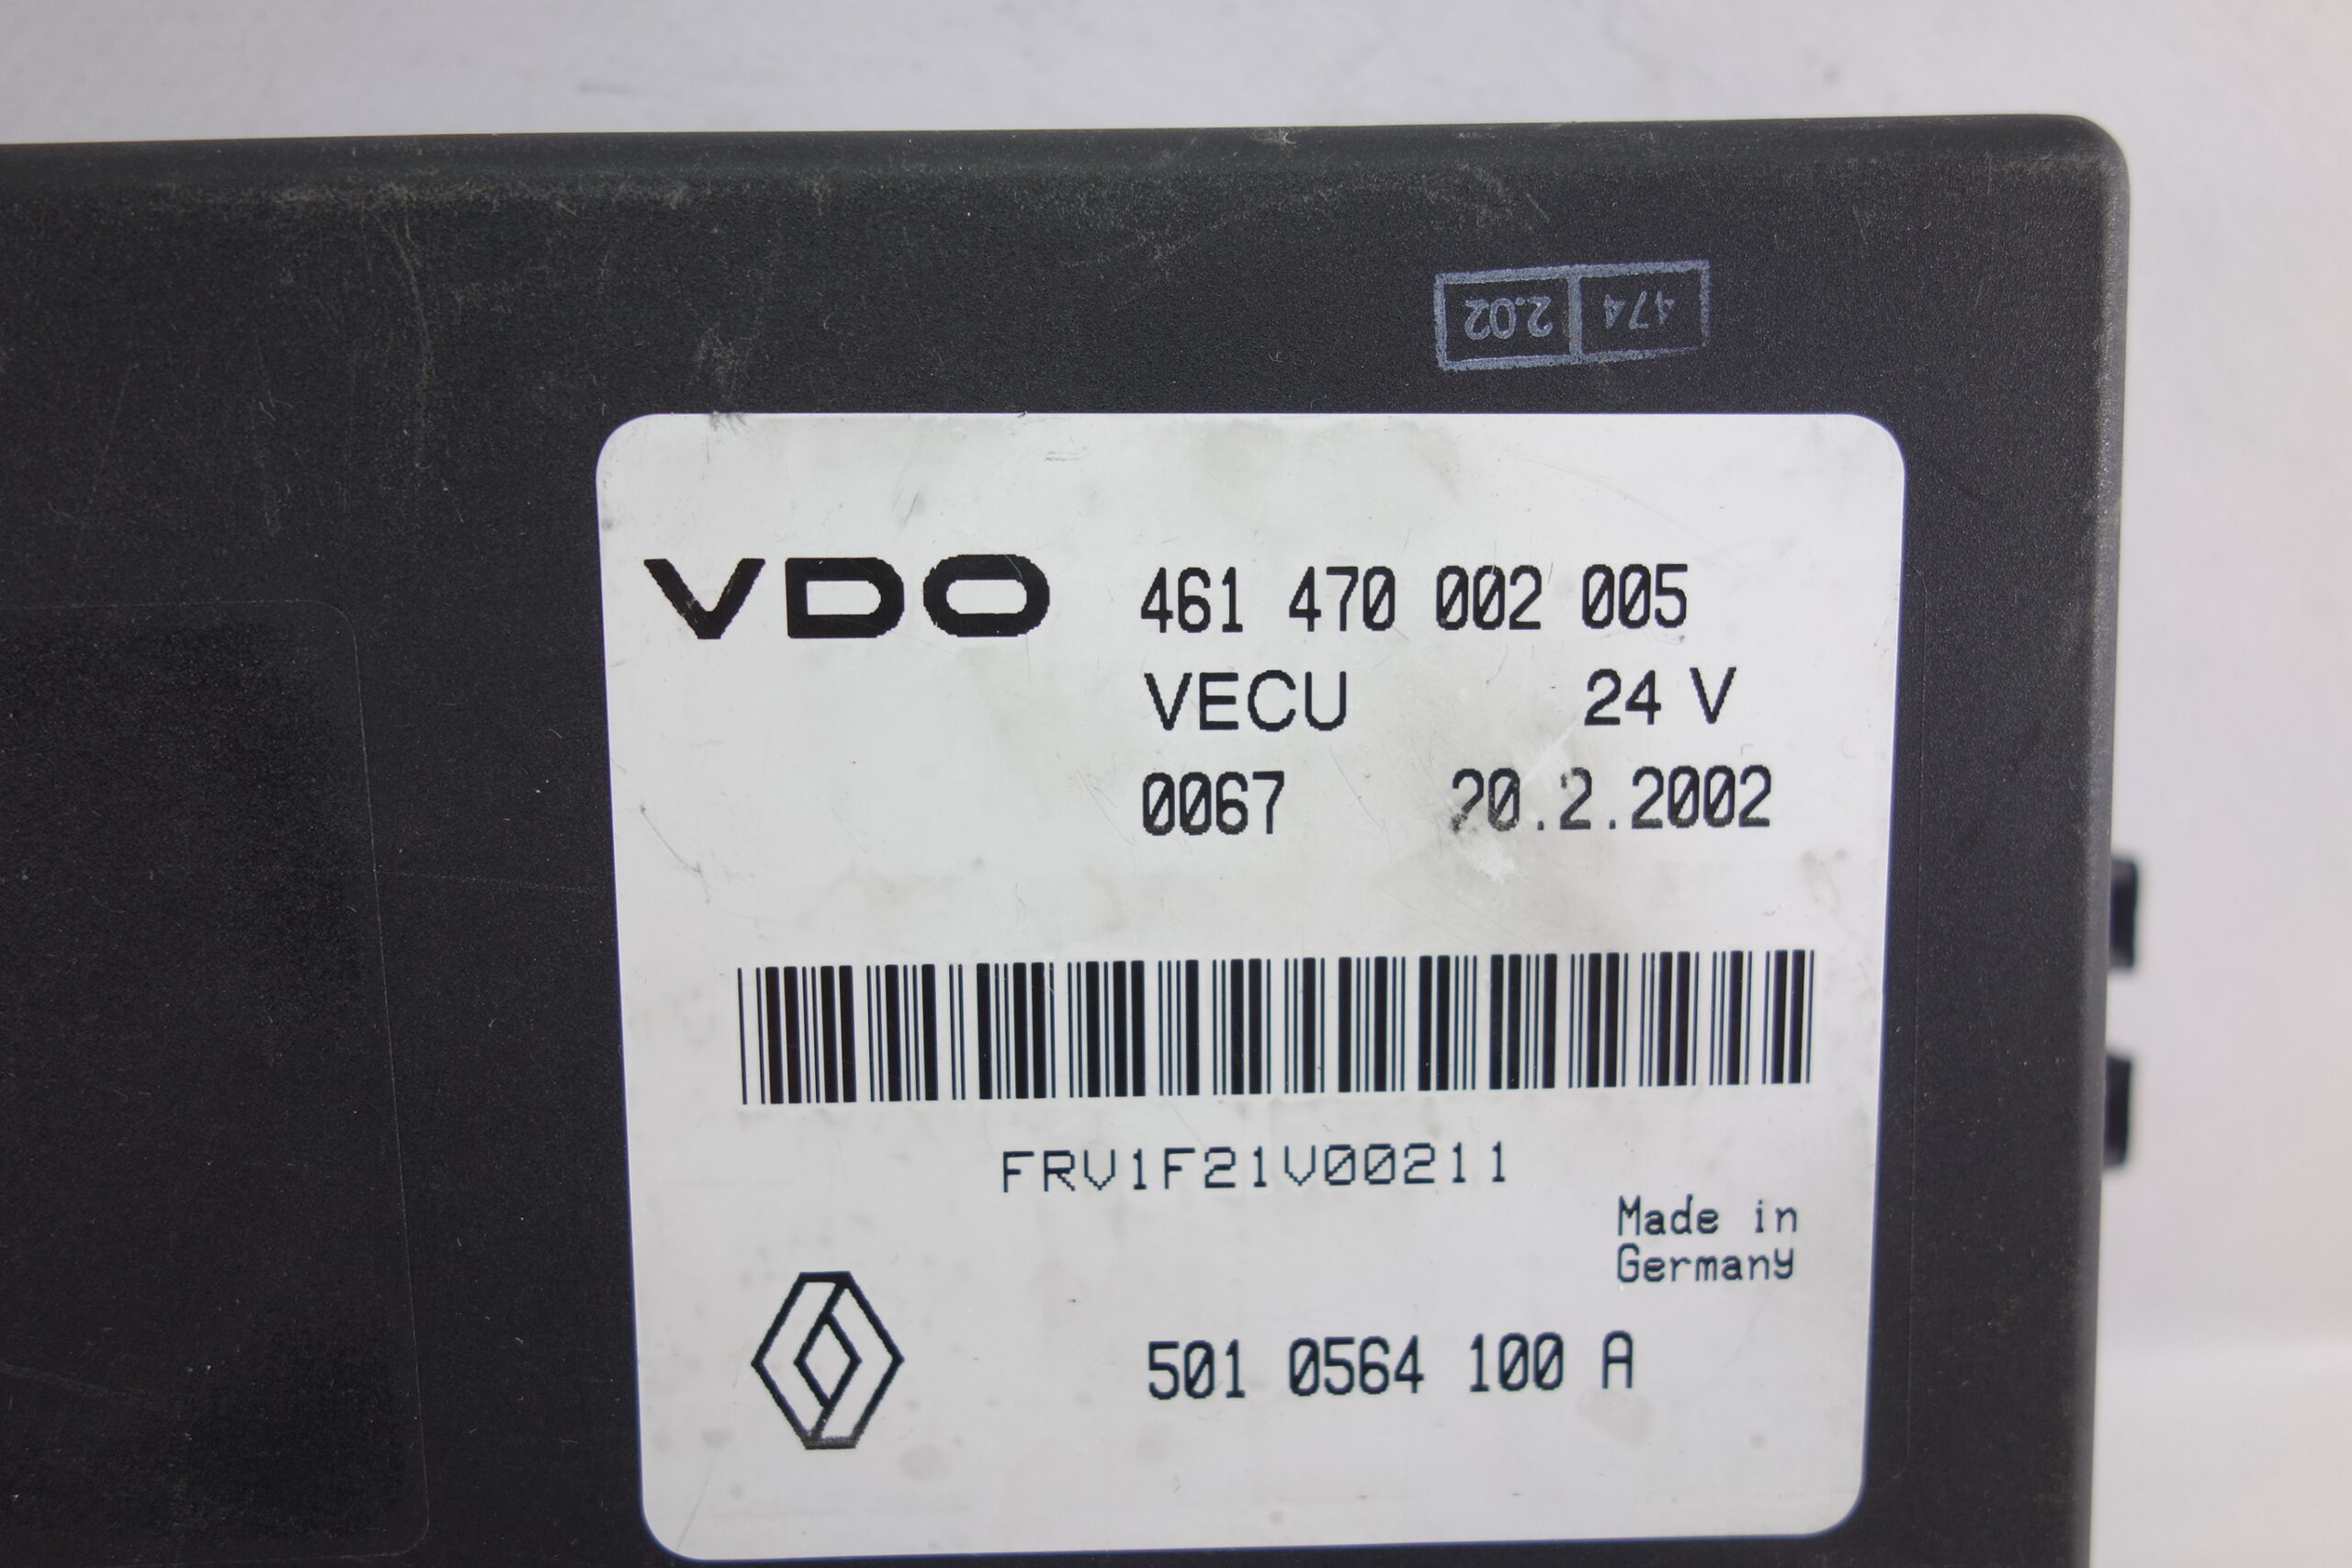 2.02 474
VDO 461 470 002 005
VECU 24 V
0067 20.2.2002
FRV1F21V00211
Made in
Germany
501 0564 100 A